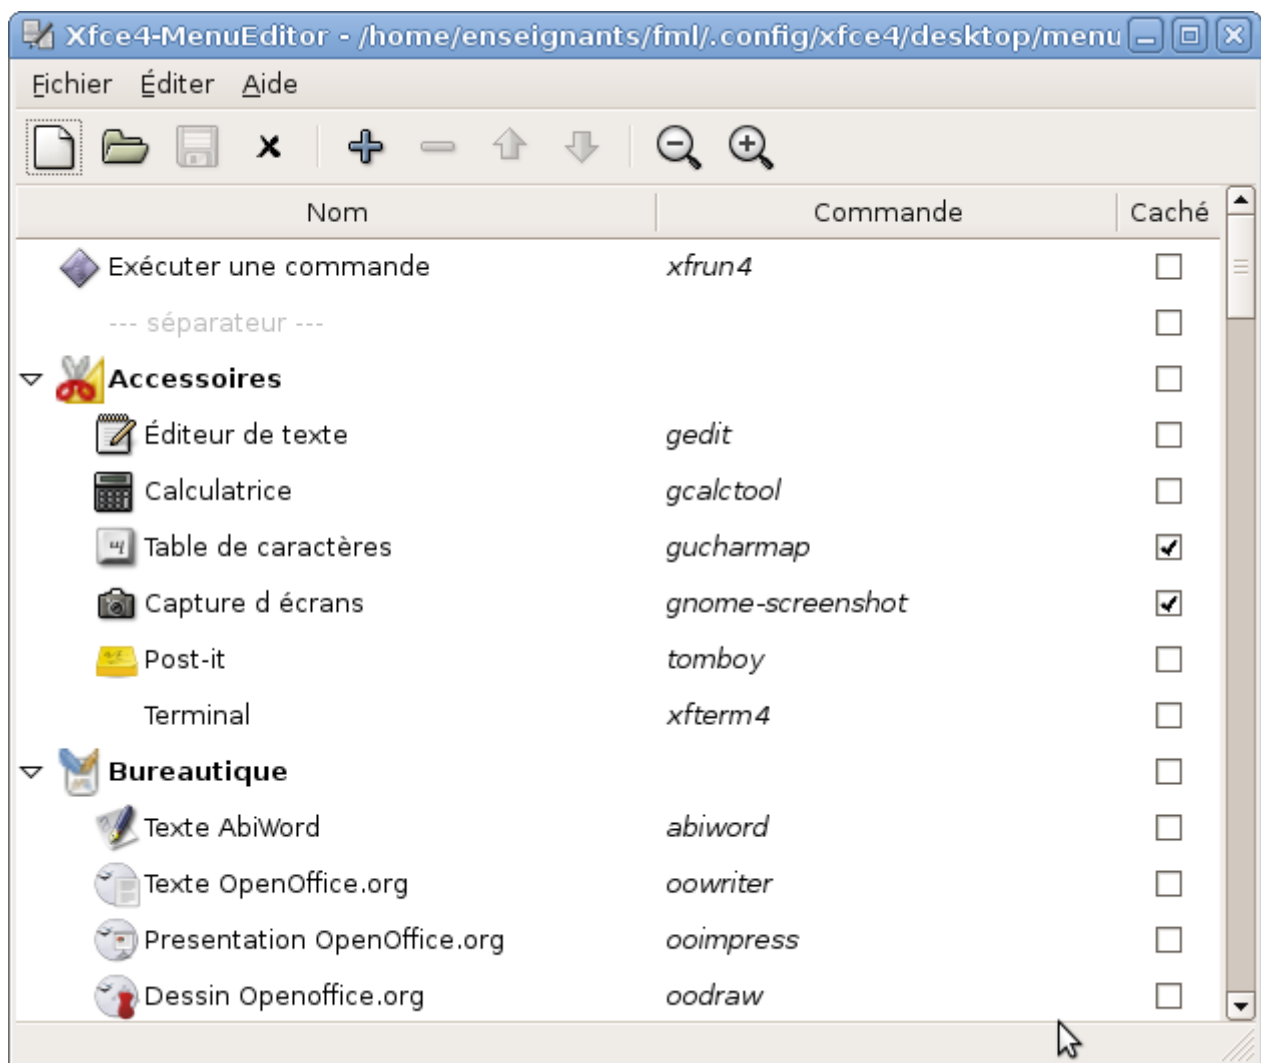 Xfce4-MenuEditor - /home/enseignants/fml/.config/xfce4/desktop/menu
Fichier Éditer Aide
Nom Commande Caché
Exécuter une commande xfrun4
--- séparateur ---
Accessoires
Éditeur de texte gedit
Calculatrice gcalctool
Table de caractères gucharmap
Capture d écrans gnome-screenshot
Post-it tomboy
Terminal xfterm4
Bureautique
Texte AbiWord abiword
Texte OpenOffice.org oowriter
Presentation OpenOffice.org ooimpress
Dessin Openoffice.org oodraw